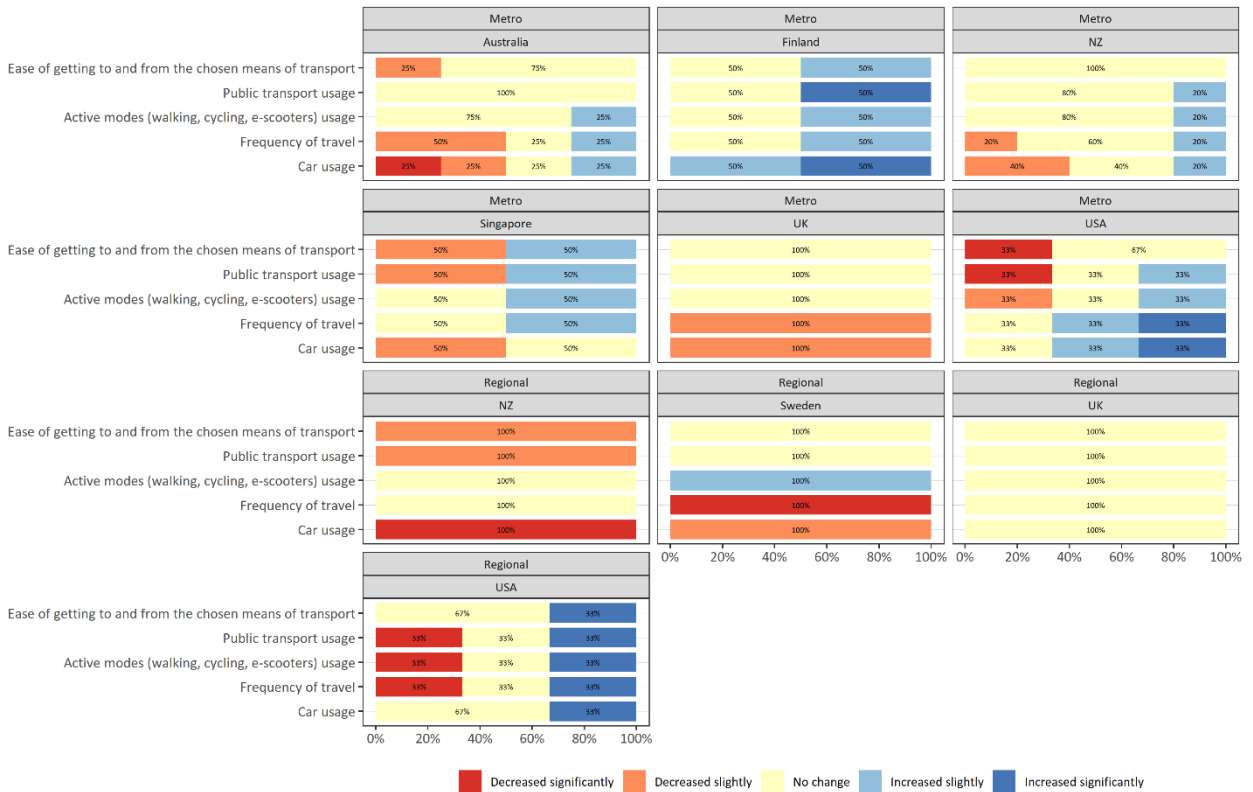 Metro Metro Metro
Australia Finland NZ
Ease of getting to and from the chosen means of transport 25% 75% 50% 50% 100%
Public transport usage 100% 50% 50% 80% 20%
Active modes (walking, cycling, e-scooters) usage 75% 25% 50% 50% 80% 20%
Frequency of travel 50% 25% 25% 50% 50% 20% 60% 20%
Car usage 25% 25% 25% 25% 50% 50% 40% 40% 20%
Metro Metro Metro
Singapore UK USA
Ease of getting to and from the chosen means of transport 50% 50% 100% 33% 67%
Public transport usage 50% 50% 100% 33% 33% 33%
Active modes (walking, cycling, e-scooters) usage 50% 50% 100% 33% 33% 33%
Frequency of travel 50% 50% 100% 33% 33% 33%
Car usage 50% 50% 100% 33% 33% 33%
Regional Regional Regional
NZ Sweden UK
Ease of getting to and from the chosen means of transport 100% 100% 100%
Public transport usage 100% 100% 100%
Active modes (walking, cycling, e-scooters) usage 100% 100% 100%
Frequency of travel 100% 100% 100%
Car usage 100% 100% 100%
0% 20% 40% 60% 80% 100% 0% 20% 40% 60% 80% 100%
Regional
USA
Ease of getting to and from the chosen means of transport 67% 33%
Public transport usage 33% 33% 33%
Active modes (walking, cycling, e-scooters) usage 33% 33% 33%
Frequency of travel 33% 33% 33%
Car usage 67% 33%
0% 20% 40% 60% 80% 100%
Decreased significantly Decreased slightly No change Increased slightly Increased significantly